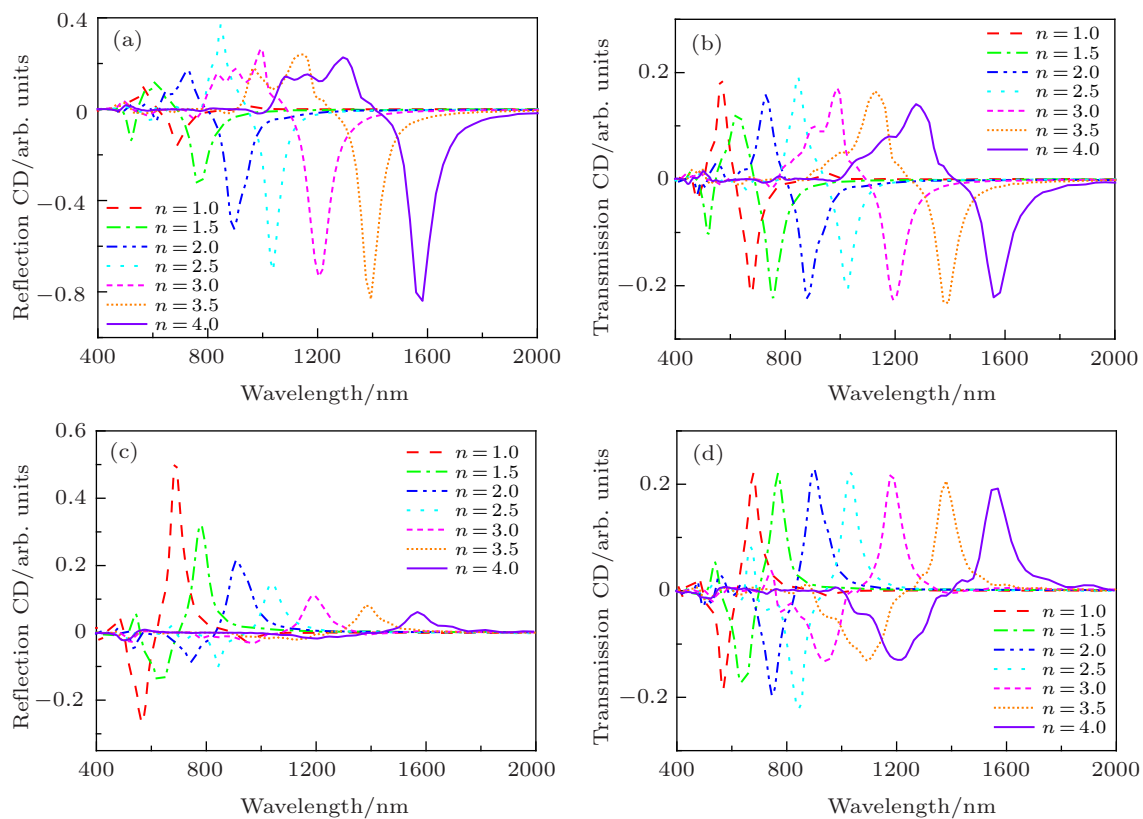 (a)
Reflection CD/arb. units
0.4
0
−0.4
−0.8
n = 1.0
n = 1.5
n = 2.0
n = 2.5
n = 3.0
n = 3.5
n = 4.0
400 800 1200 1600 2000
Wavelength/nm
(b)
Transmission CD/arb. units
0.2
0
−0.2
n = 1.0
n = 1.5
n = 2.0
n = 2.5
n = 3.0
n = 3.5
n = 4.0
400 800 1200 1600 2000
Wavelength/nm
(c)
Reflection CD/arb. units
0.6
0.4
0.2
0
−0.2
n = 1.0
n = 1.5
n = 2.0
n = 2.5
n = 3.0
n = 3.5
n = 4.0
400 800 1200 1600 2000
Wavelength/nm
(d)
Transmission CD/arb. units
0.2
0
−0.2
n = 1.0
n = 1.5
n = 2.0
n = 2.5
n = 3.0
n = 3.5
n = 4.0
400 800 1200 1600 2000
Wavelength/nm